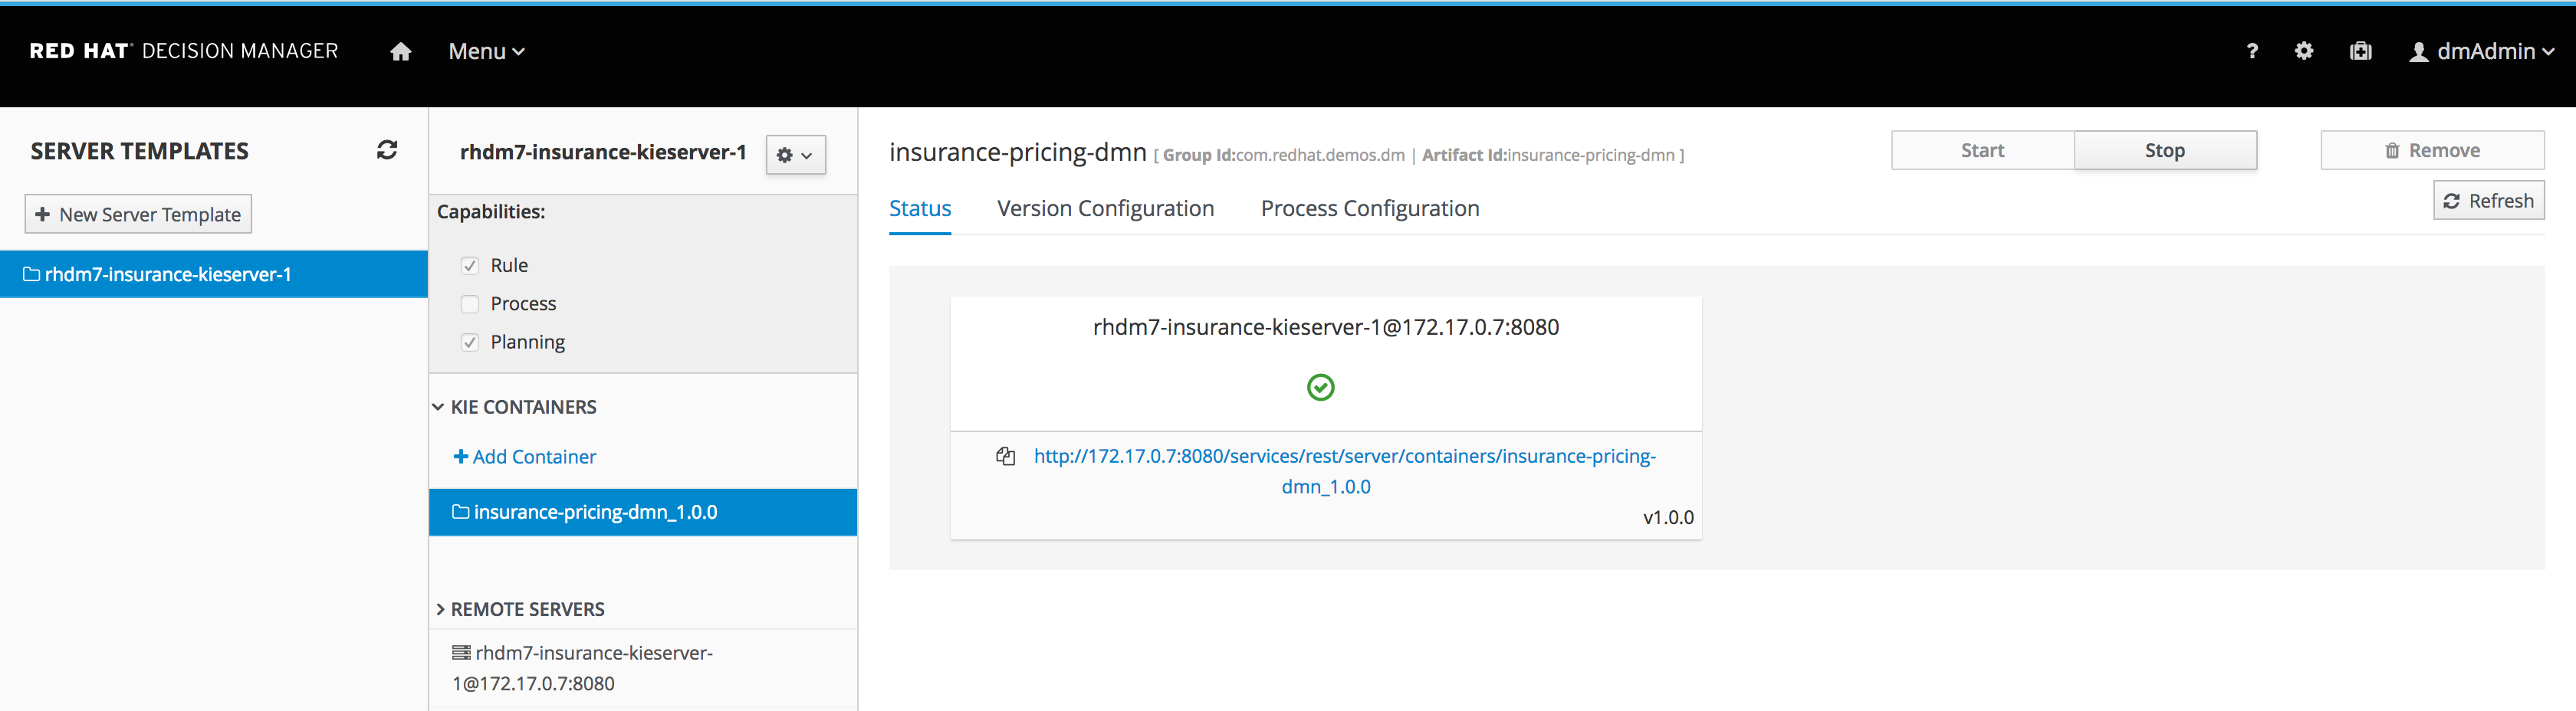 RED HAT® DECISION MANAGER
Menu
?
dmAdmin
SERVER TEMPLATES
New Server Template
rhdm7-insurance-kieserver-1
rhdm7-insurance-kieserver-1
Capabilities:
Rule
Process
Planning
KIE CONTAINERS
Add Container
insurance-pricing-dmn_1.0.0
REMOTE SERVERS
rhdm7-insurance-kieserver-
1@172.17.0.7:8080
insurance-pricing-dmn [ Group Id:com.redhat.demos.dm | Artifact Id:insurance-pricing-dmn ]
Start
Stop
Remove
Refresh
Status
Version Configuration
Process Configuration
rhdm7-insurance-kieserver-1@172.17.0.7:8080
http://172.17.0.7:8080/services/rest/server/containers/insurance-pricing-
dmn_1.0.0
v1.0.0